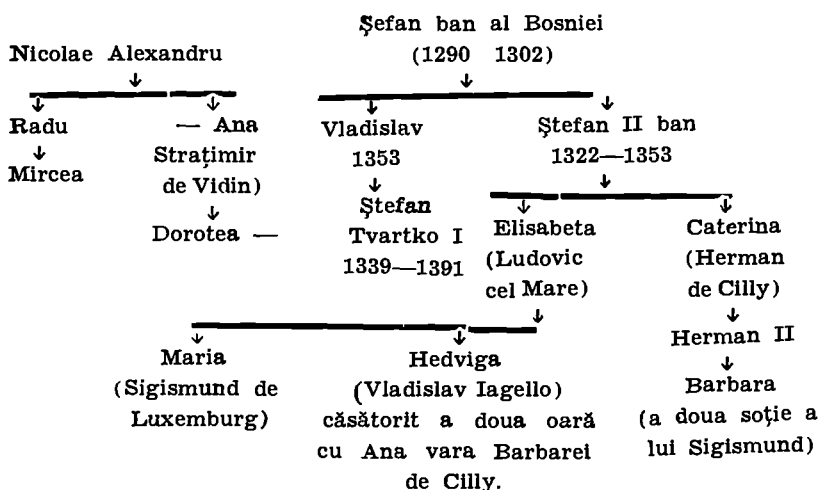 Ştefan ban al Bosniei
Nicolae Alexandru
(1290 1302)
Radu
— Ana
Vladislav
Ştefan II ban
Straţimir
1353
1322—1353
Mircea
de Vidin)
Ştefan
Elisabeta
Caterina
Dorotea —
Tvartko I
(Ludovic
(Herman
1339—1391
cel Mare)
de Cilly)
Maria
Hedviga
Herman II
(Sigismund de
(Vladislav Iagello)
Barbara
Luxemburg)
căsătorit a doua oară
(a doua soţie a
cu Ana vara Barbarei
lui Sigismund)
de Cilly.